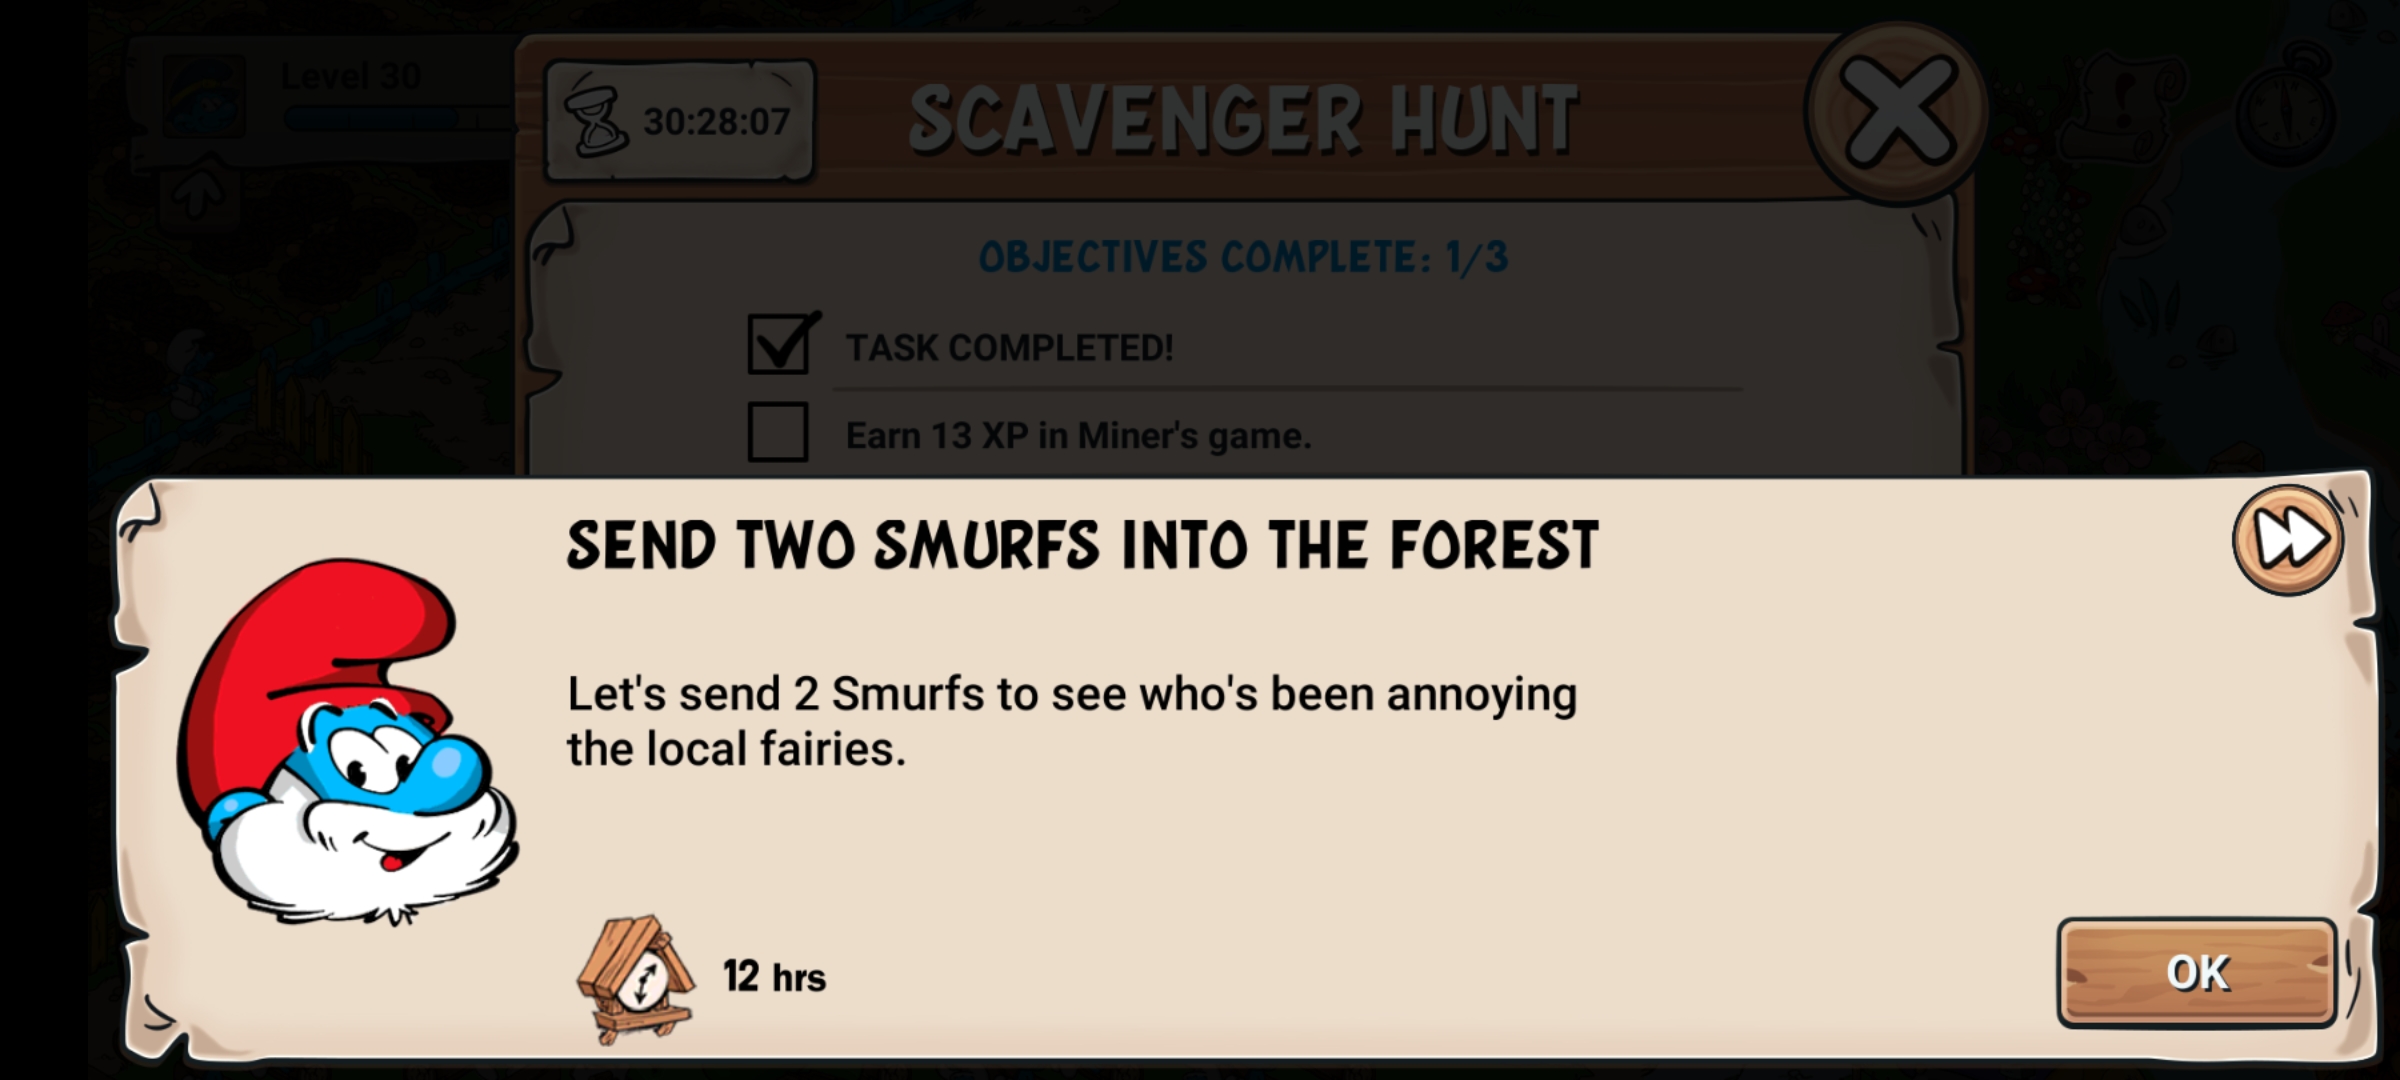 Level 30
30:28:07
SCAVENGER HUNT
OBJECTIVES COMPLETE: 1/3
TASK COMPLETED!
Earn 13 XP in Miner's game.
SEND TWO SMURFS INTO THE FOREST
Let's send 2 Smurfs to see who's been annoying
the local fairies.
12 hrs
OK